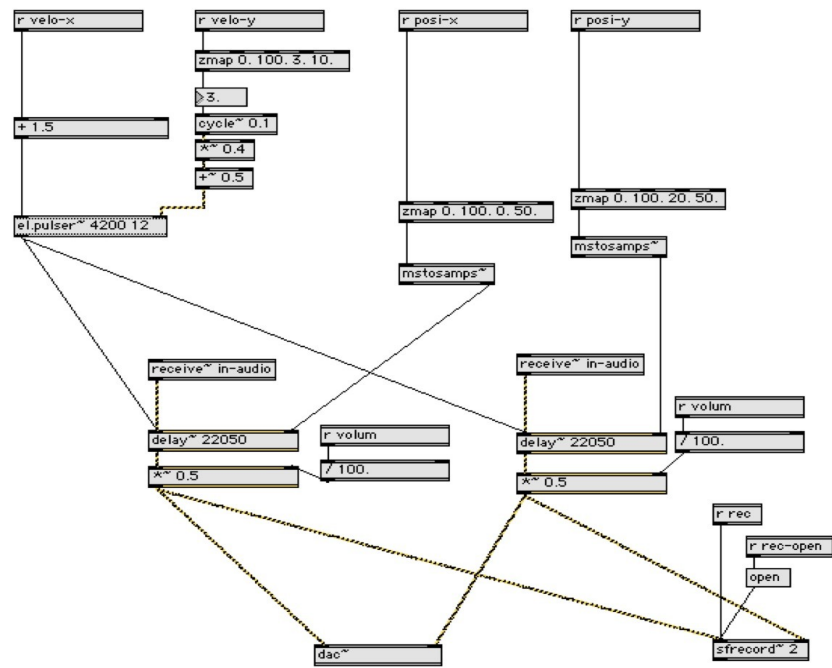 r velo-x
r velo-y
r posi-x
r posi-y
zmap 0. 100. 3. 10.
3.
+ 1.5
cycle~ 0.1
*~ 0.4
+~ 0.5
zmap 0. 100. 0. 50.
zmap 0. 100. 20. 50.
el.pulser~ 4200 12
mstosamps~
mstosamps~
receive~ in-audio
receive~ in-audio
r volum
r volum
delay~ 22050
delay~ 22050
/ 100.
/ 100.
*~ 0.5
*~ 0.5
r rec
r rec-open
open
dac~
sfrecord~ 2